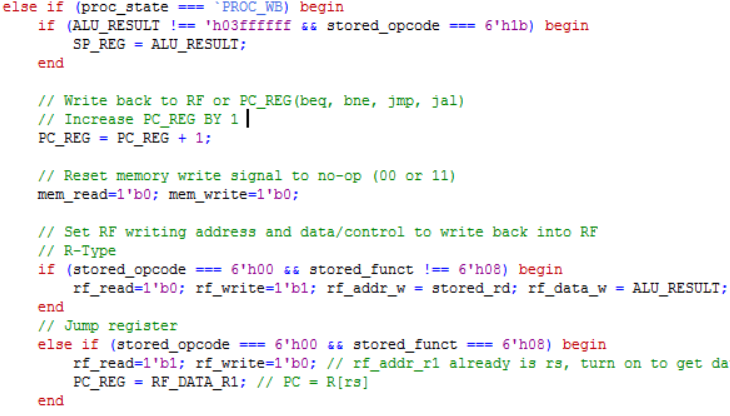 else if (proc_state === `PROC_WB) begin
if (ALU_RESULT !== 'h03ffffff && stored_opcode === 6'h1b) begin
SP_REG = ALU_RESULT;
end
// Write back to RF or PC_REG(beq, bne, jmp, jal)
// Increase PC_REG BY 1
PC_REG = PC_REG + 1;
// Reset memory write signal to no-op (00 or 11)
mem_read=1'b0; mem_write=1'b0;
// Set RF writing address and data/control to write back into RF
// R-Type
if (stored_opcode === 6'h00 && stored_funct !== 6'h08) begin
rf_read=1'b0; rf_write=1'b1; rf_addr_w = stored_rd; rf_data_w = ALU_RESULT;
end
// Jump register
else if (stored_opcode === 6'h00 && stored_funct === 6'h08) begin
rf_read=1'b1; rf_write=1'b0; // rf_addr_r1 already is rs, turn on to get da
PC_REG = RF_DATA_R1; // PC = R[rs]
end